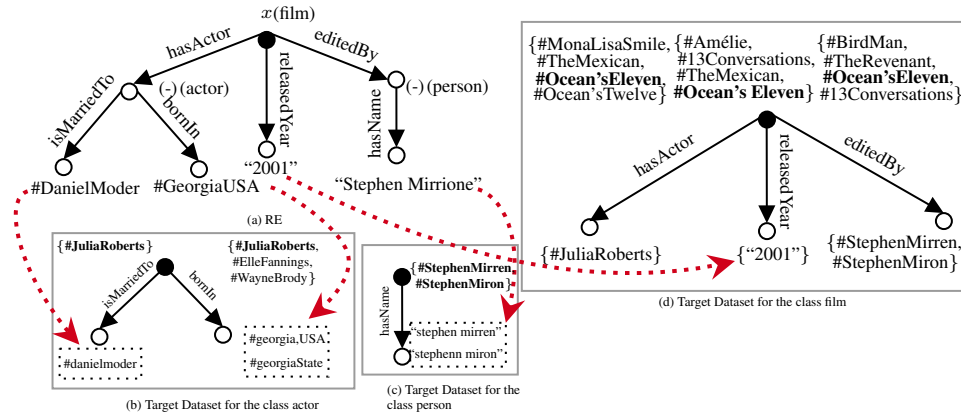 x(film)
hasActor
editedBy
releasedYear
(-) (actor)
(-) (person)
isMarriedTo
bornIn
hasName
#DanielModer
#GeorgiaUSA
“2001”
“Stephen Mirrione”
(a) RE
{#JuliaRoberts}
{#JuliaRoberts,
#ElleFannings,
#WayneBrody}
isMarriedTo
bornIn
#danielmoder
#georgia,USA
#georgiaState
(b) Target Dataset for the class actor
{#StephenMirren,
#StephenMiron}
hasName
“stephen mirren”
“stephenn miron”
(c) Target Dataset for the
class person
{#MonaLisaSmile,
#TheMexican,
#Ocean'sEleven,
#Ocean'sTwelve}
{#Amélie,
#13Conversations,
#TheMexican,
#Ocean's Eleven}
{#BirdMan,
#TheRevenant,
#Ocean'sEleven,
#13Conversations}
hasActor
releasedYear
editedBy
{#JuliaRoberts}
{“2001”}
{#StephenMirren,
#StephenMiron}
(d) Target Dataset for the class film